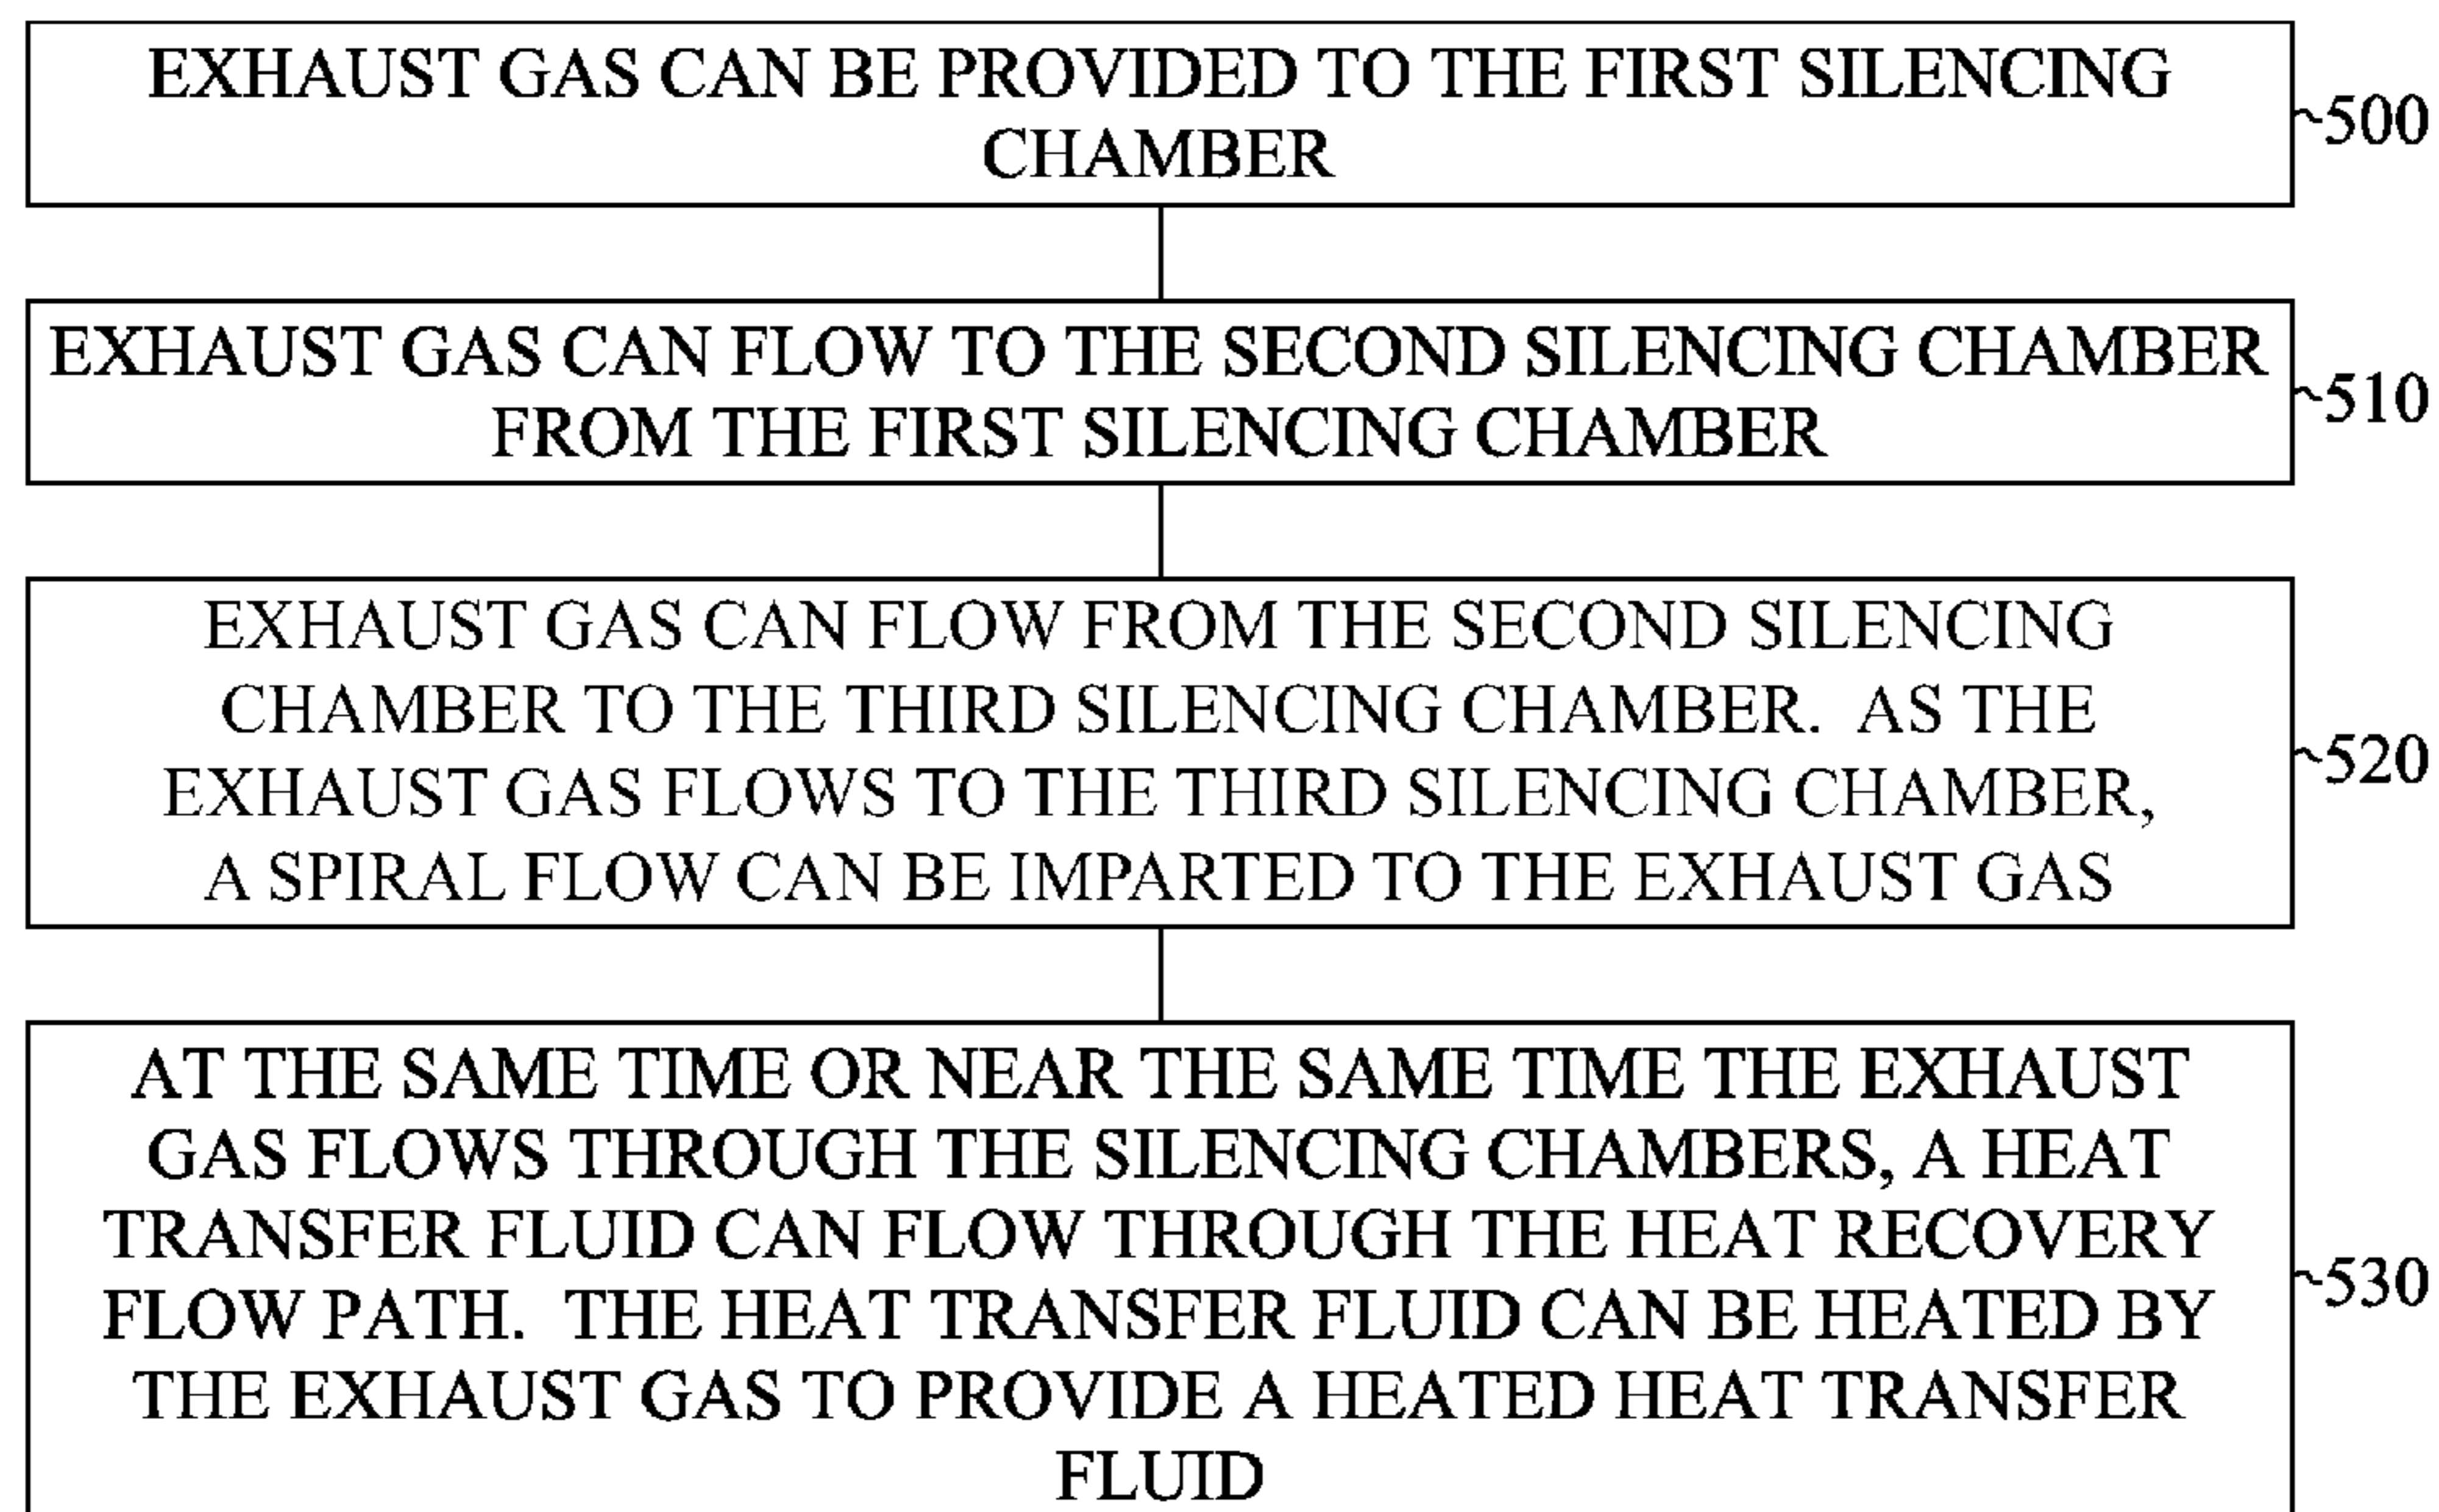 EXHAUST GAS CAN BE PROVIDED TO THE FIRST SILENCING
CHAMBER
~500
EXHAUST GAS CAN FLOW TO THE SECOND SILENCING CHAMBER
FROM THE FIRST SILENCING CHAMBER
~510
EXHAUST GAS CAN FLOW FROM THE SECOND SILENCING
CHAMBER TO THE THIRD SILENCING CHAMBER. AS THE
EXHAUST GAS FLOWS TO THE THIRD SILENCING CHAMBER,
A SPIRAL FLOW CAN BE IMPARTED TO THE EXHAUST GAS
~520
AT THE SAME TIME OR NEAR THE SAME TIME THE EXHAUST
GAS FLOWS THROUGH THE SILENCING CHAMBERS, A HEAT
TRANSFER FLUID CAN FLOW THROUGH THE HEAT RECOVERY
FLOW PATH. THE HEAT TRANSFER FLUID CAN BE HEATED BY
THE EXHAUST GAS TO PROVIDE A HEATED HEAT TRANSFER
FLUID
~530